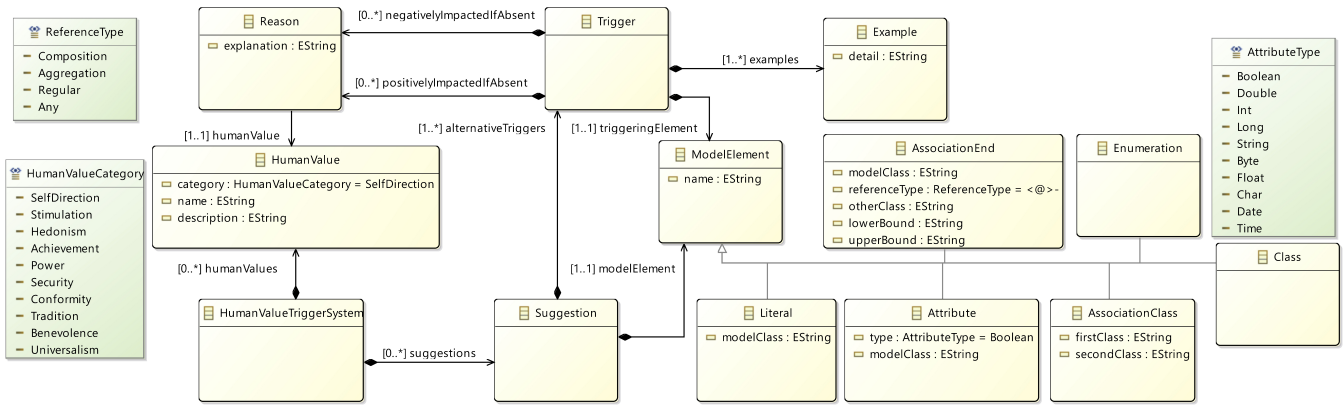 ReferenceType
Composition
Aggregation
Regular
Any
HumanValueCategory
SelfDirection
Stimulation
Hedonism
Achievement
Power
Security
Conformity
Tradition
Benevolence
Universalism
Reason
explanation : EString
[0..*] negativelyImpactedIfAbsent
[0..*] positivelyImpactedIfAbsent
Trigger
[1..*] examples
Example
detail : EString
[1..1] humanValue
[1..*] alternativeTriggers
[1..1] triggeringElement
HumanValue
category : HumanValueCategory = SelfDirection
name : EString
description : EString
ModelElement
name : EString
AssociationEnd
modelClass : EString
referenceType : ReferenceType = <@>-
otherClass : EString
lowerBound : EString
upperBound : EString
Enumeration
AttributeType
Boolean
Double
Int
Long
String
Byte
Float
Char
Date
Time
Class
[0..*] humanValues
[1..1] modelElement
HumanValueTriggerSystem
[0..*] suggestions
Suggestion
Literal
modelClass : EString
Attribute
type : AttributeType = Boolean
modelClass : EString
AssociationClass
firstClass : EString
secondClass : EString